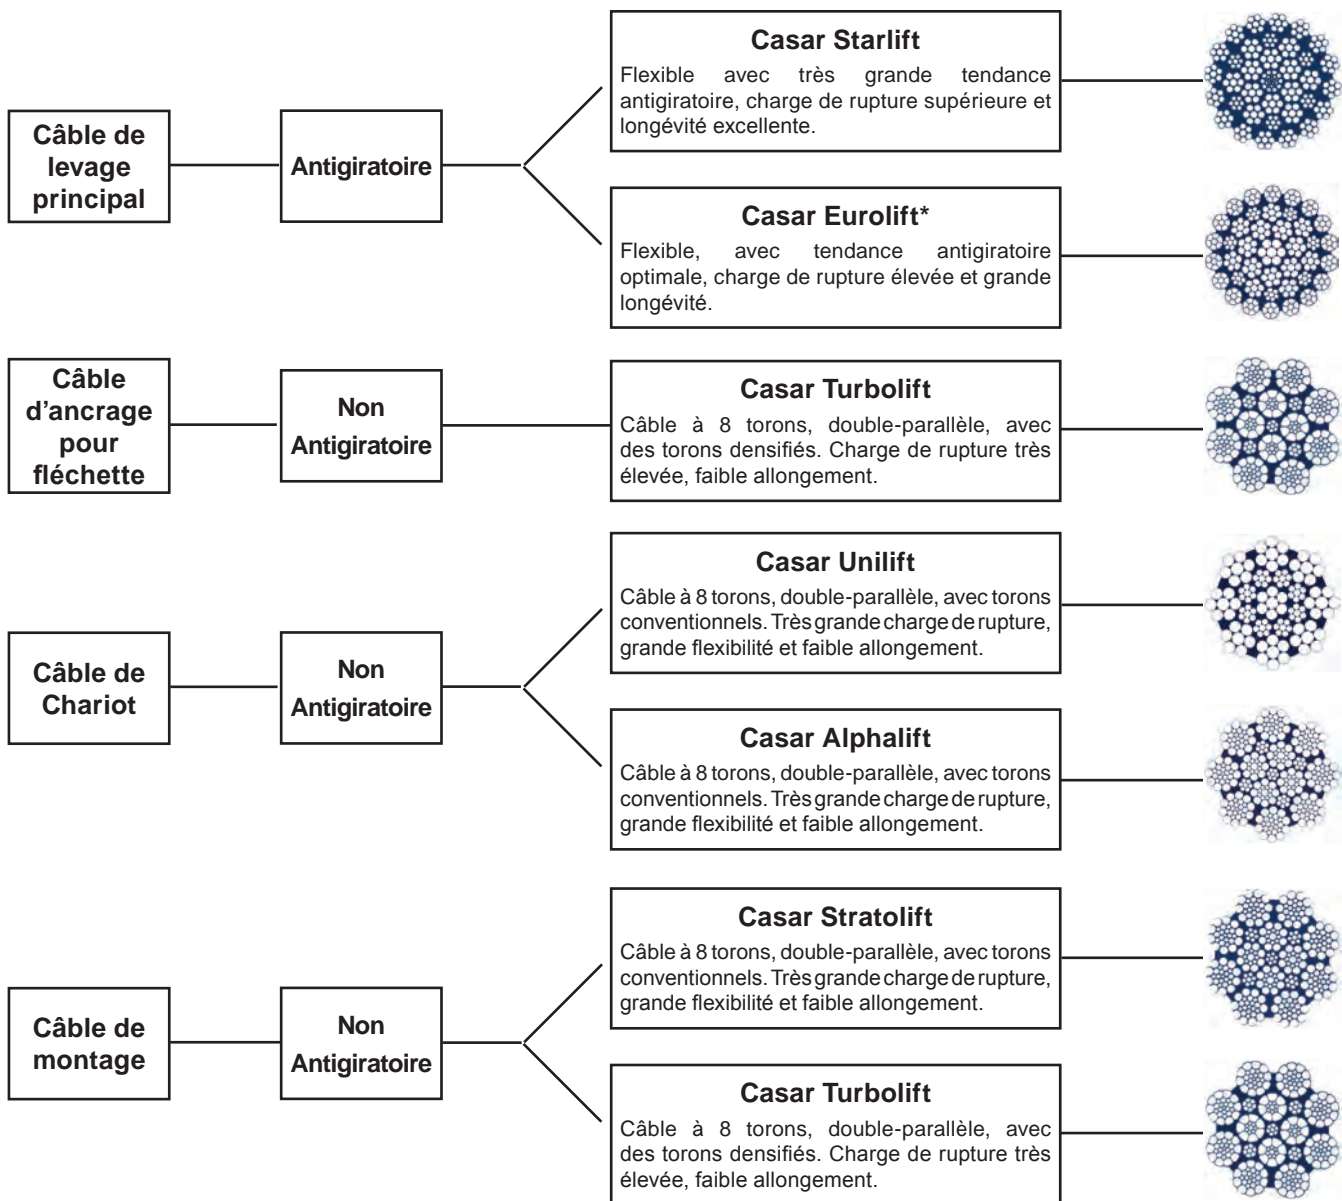 Câble de
levage
principal
Antigiratoire
Casar Starlift
Flexible avec très grande tendance
antigiratoire, charge de rupture supérieure et
longévité excellente.
Casar Eurolift*
Flexible, avec tendance antigiratoire
optimale, charge de rupture élevée et grande
longévité.
Câble
d’ancrage
pour
fléchette
Non
Antigiratoire
Casar Turbolift
Câble à 8 torons, double-parallèle, avec
des torons densifiés. Charge de rupture très
élevée, faible allongement.
Câble de
Chariot
Non
Antigiratoire
Casar Unilift
Câble à 8 torons, double-parallèle, avec torons
conventionnels. Très grande charge de rupture,
grande flexibilité et faible allongement.
Casar Alphalift
Câble à 8 torons, double-parallèle, avec torons
conventionnels. Très grande charge de rupture,
grande flexibilité et faible allongement.
Câble de
montage
Non
Antigiratoire
Casar Stratolift
Câble à 8 torons, double-parallèle, avec torons
conventionnels. Très grande charge de rupture,
grande flexibilité et faible allongement.
Casar Turbolift
Câble à 8 torons, double-parallèle, avec
des torons densifiés. Charge de rupture très
élevée, faible allongement.